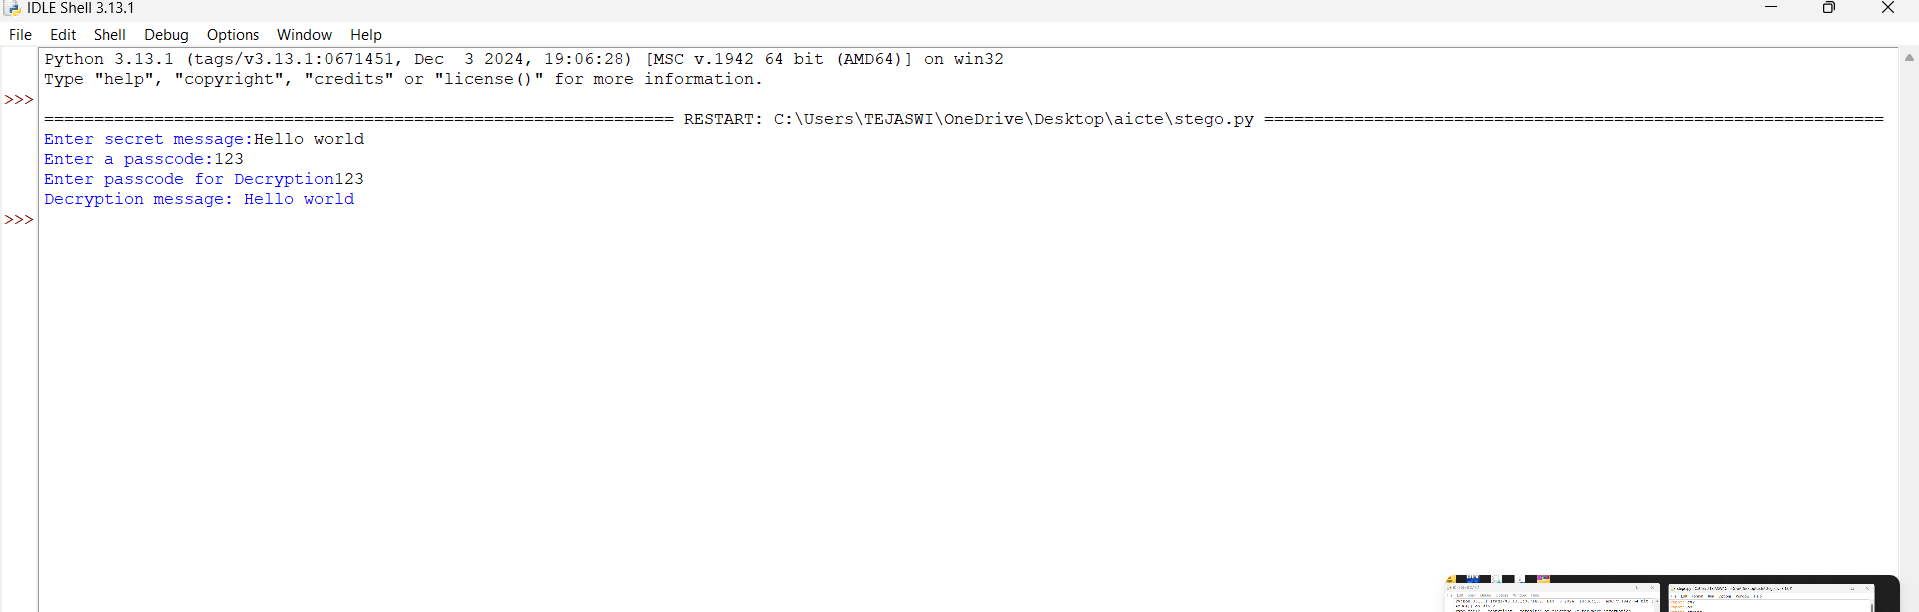 IDLE Shell 3.13.1
File Edit Shell Debug Options Window Help
Python 3.13.1 (tags/v3.13.1:0671451, Dec  3 2024, 19:06:28) [MSC v.1942 64 bit (AMD64)] on win32
Type "help", "copyright", "credits" or "license()" for more information.
>>>
=============================================================== RESTART: C:\Users\TEJASWI\OneDrive\Desktop\aicte\stego.py ==============================================================
Enter secret message:Hello world
Enter a passcode:123
Enter passcode for Decryption123
Decryption message: Hello world
>>>